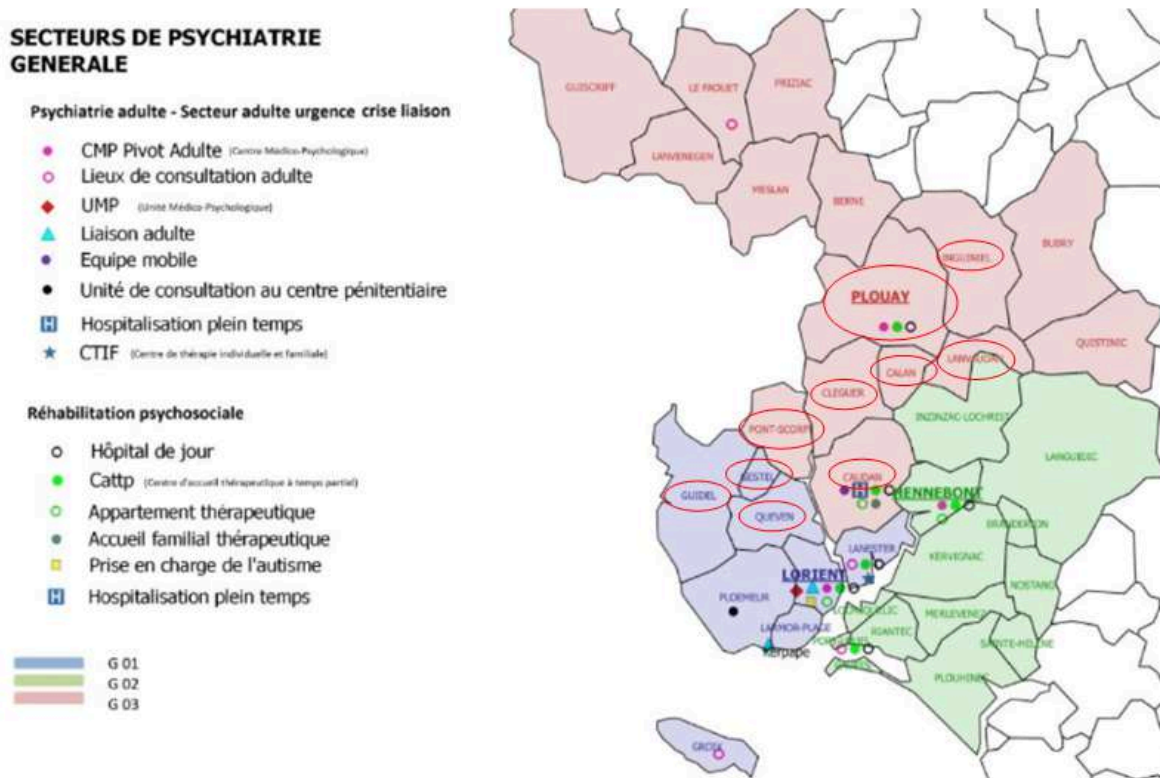 SECTEURS DE PSYCHIATRIE
GENERALE
Psychiatrie adulte - Secteur adulte urgence crise liaison
CMP Pivot Adulte (Centre Médico-Psychologique)
Lieux de consultation adulte
UMP (Unité Médico-Psychologique)
Liaison adulte
Equipe mobile
Unité de consultation au centre pénitentiaire
H Hospitalisation plein temps
CTIF (Centre de thérapie individuelle et familiale)
Réhabilitation psychosociale
Hôpital de jour
Cattp (Centre d'accueil thérapeutique à temps partiel)
Appartement thérapeutique
Accueil familial thérapeutique
Prise en charge de l'autisme
H Hospitalisation plein temps
G 01
G 02
G 03
GUISCRIFF
LE FAOUET
PRIZIAC
LANVENEGEN
MESLAN
BERNE
BUBRY
INGUINIEL
PLOUAY
QUISTINIC
LANVAUDAN
CALAN
CLEGUER
INZINZAC-LOCHRIST
PONT-SCORFF
LANGUIDIC
GESTEL
CAUDAN
H
HENNEBONT
GUIDEL
QUEVEN
BRANDERION
LANESTER
KERVIGNAC
LORIENT
NOSTANG
PLOEMEUR
MERLEVENEZ
LARMOR-PLAGE
RIANTEC
SAINTE-HELENE
Kerpape
PLOUHINEC
GROIX